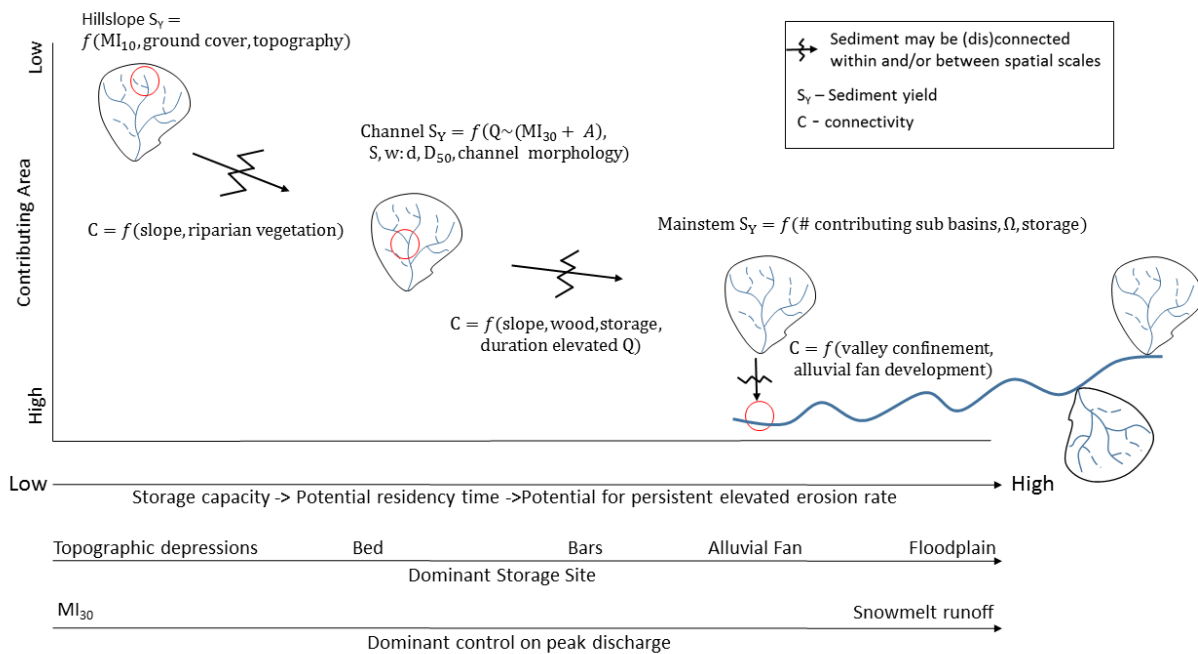 Hillslope S_Y =
f(MI₁₀, ground cover, topography)
Low
Contributing Area
High
Sediment may be (dis)connected
within and/or between spatial scales
S_Y – Sediment yield
C - connectivity
Channel S_Y = f(Q~(MI₃₀ + A),
S, w: d, D₅₀, channel morphology)
C = f(slope, riparian vegetation)
Mainstem S_Y = f(# contributing sub basins, Ω, storage)
C = f(slope, wood, storage,
duration elevated Q)
C = f(valley confinement,
alluvial fan development)
Low
High
Storage capacity -> Potential residency time ->Potential for persistent elevated erosion rate
Topographic depressions Bed Bars Alluvial Fan Floodplain
Dominant Storage Site
MI₃₀ Snowmelt runoff
Dominant control on peak discharge